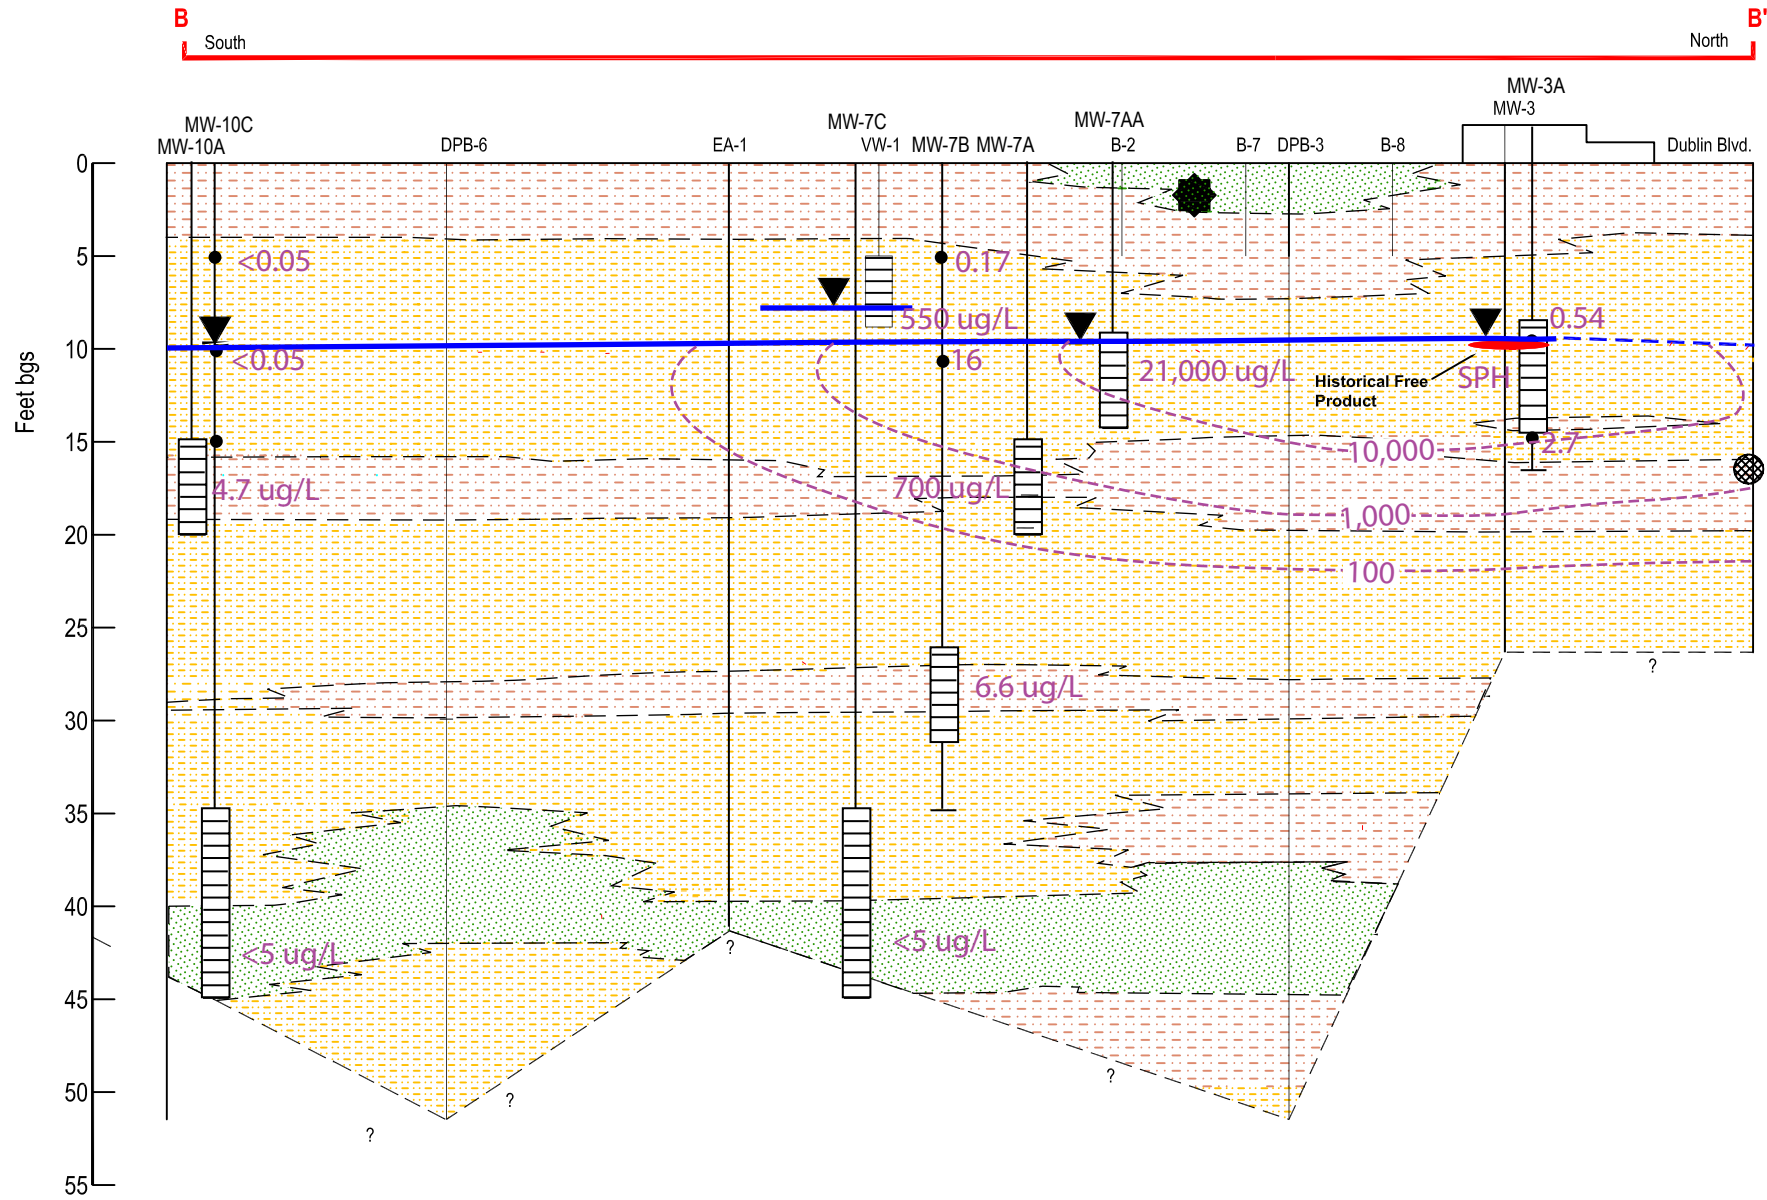 B
B'
South
North
MW-3A
MW-3
MW-10C
MW-7C
MW-7AA
MW-10A
DPB-6
EA-1
VW-1
MW-7B
MW-7A
B-2
B-7
DPB-3
B-8
Dublin Blvd.
Feet bgs
0
5
10
15
20
25
30
35
40
45
50
55
<0.05
0.17
550 ug/L
0.54
<0.05
16
21,000 ug/L
Historical Free
Product
SPH
10,000
2.7
4.7 ug/L
700 ug/L
1,000
100
?
6.6 ug/L
<5 ug/L
<5 ug/L
?
?
?
?